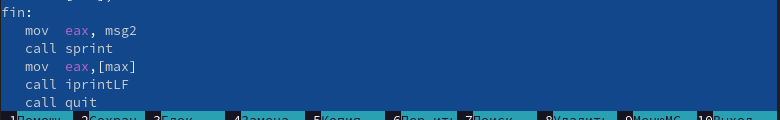 fin:
mov eax, msg2
call sprint
mov eax,[max]
call iprintLF
call quit
1Помощь 2Сохран 3Блок 4Замена 5Копия 6Пер~ить 7Поиск 8Удалить 9МенюMC 10Выход